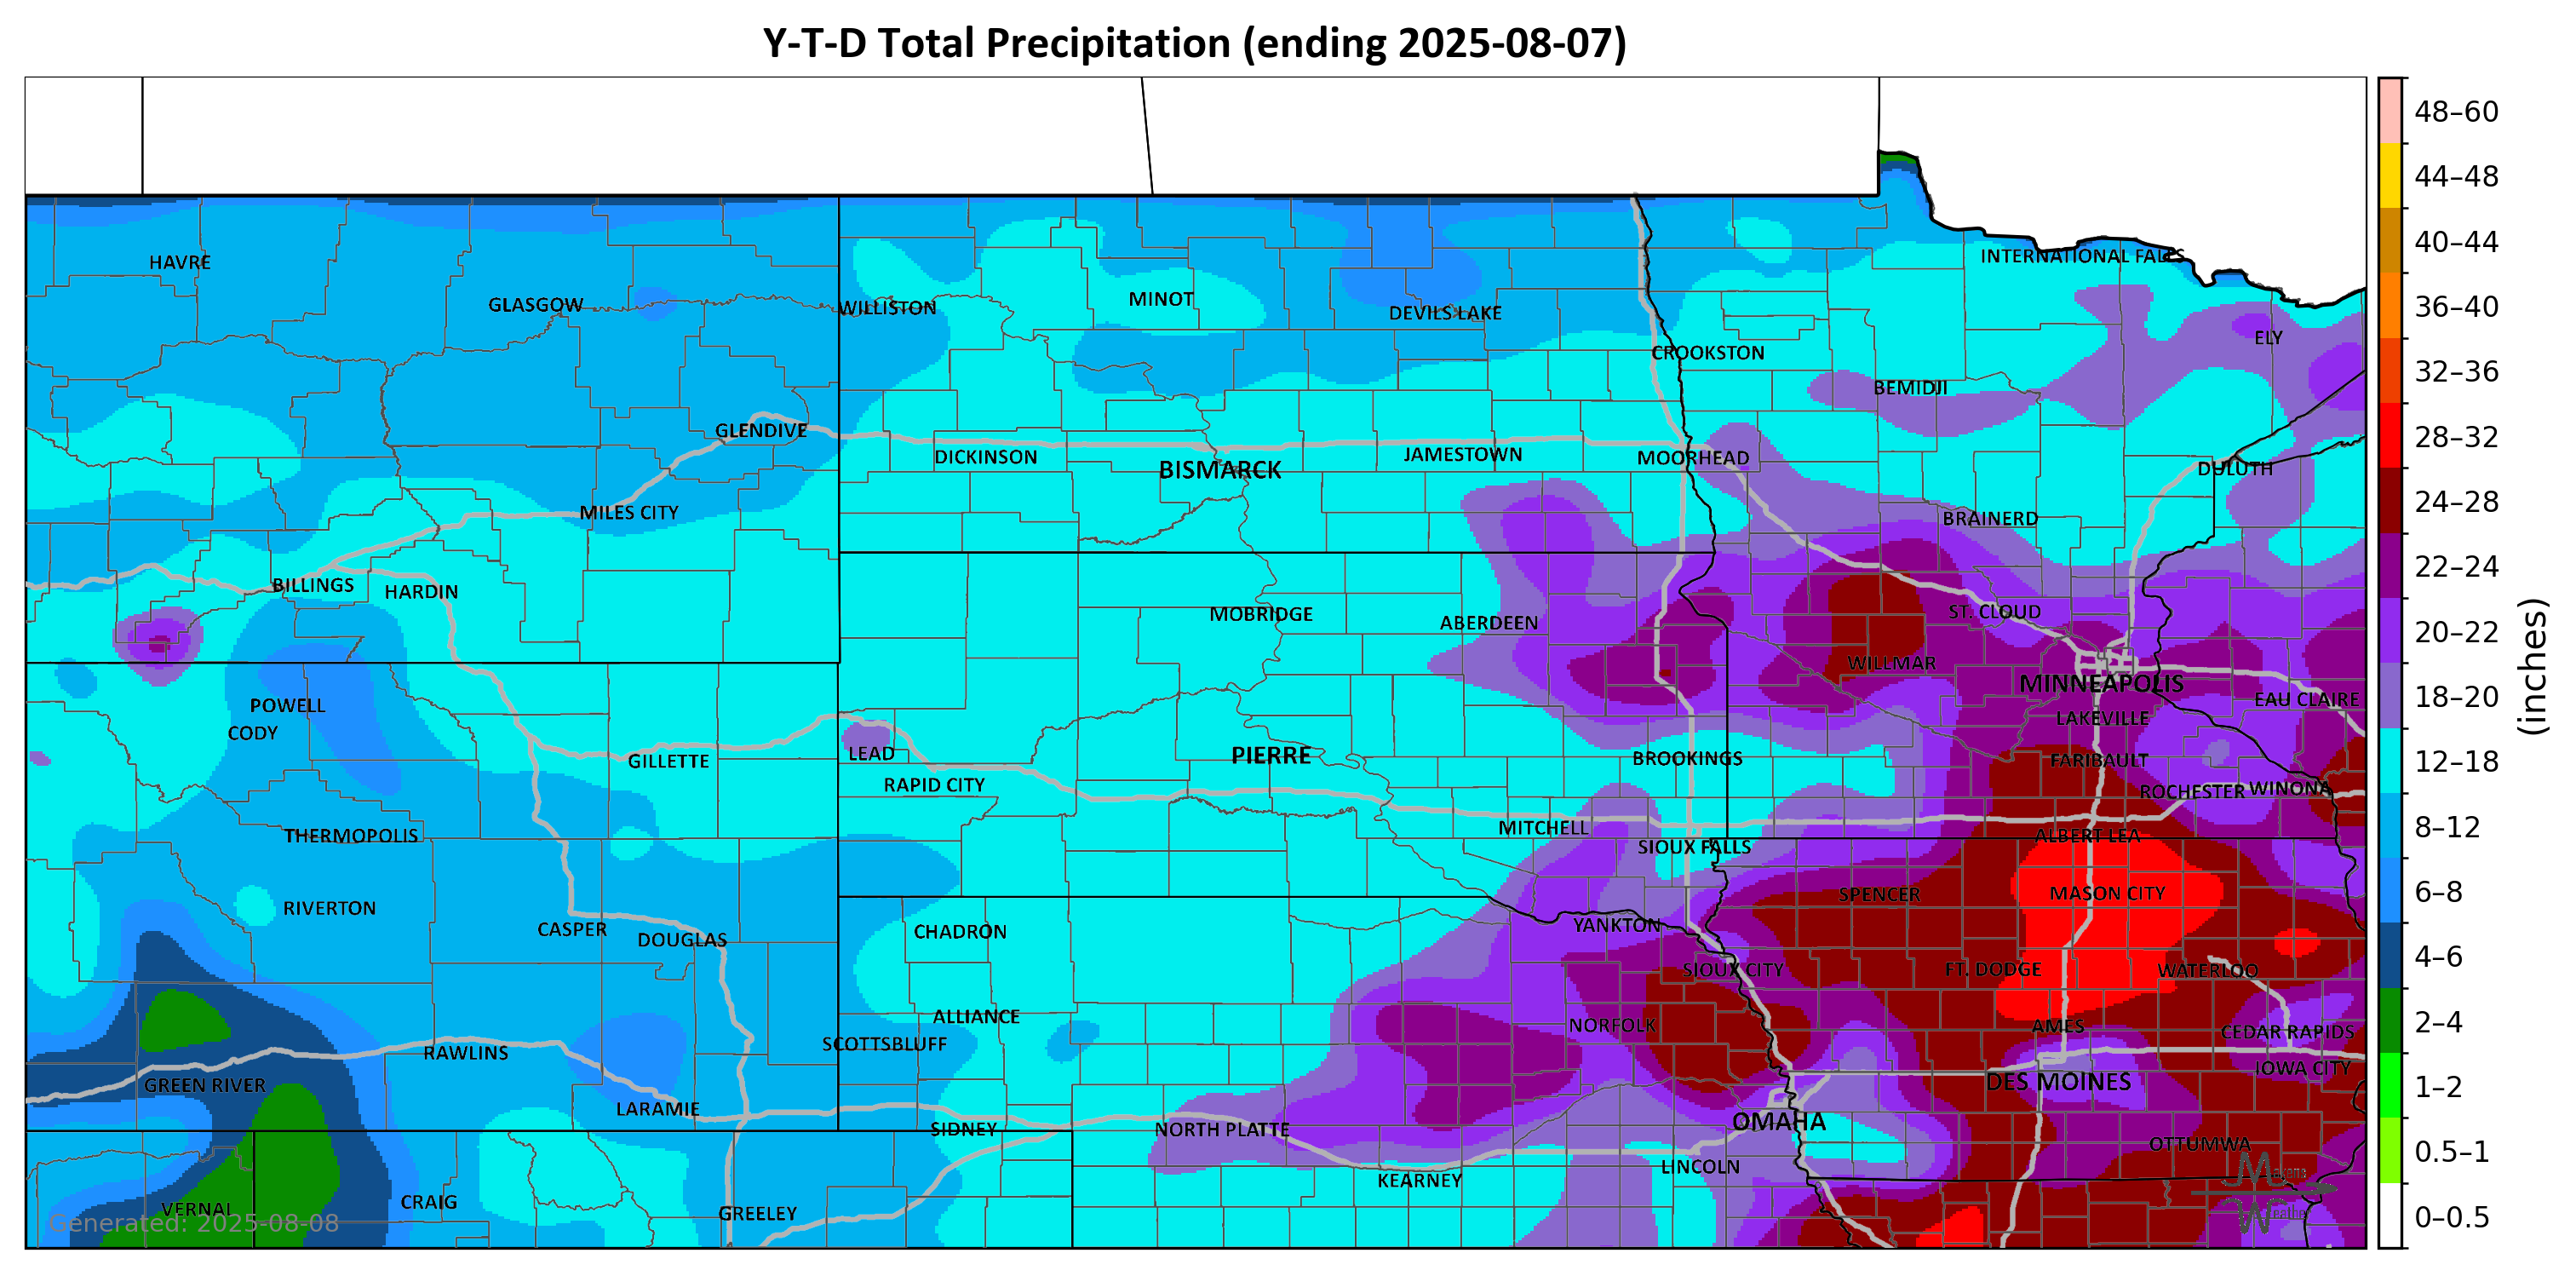 Y-T-D Total Precipitation (ending 2025-08-07)
48–60
44–48
40–44
36–40
32–36
28–32
24–28
22–24
20–22
18–20
12–18
8–12
6–8
4–6
2–4
1–2
0.5–1
0–0.5
(inches)
HAVRE
INTERNATIONAL FALLS
GLASGOW
WILLISTON
MINOT
DEVILS LAKE
ELY
CROOKSTON
BEMIDJI
GLENDIVE
DICKINSON
BISMARCK
JAMESTOWN
MOORHEAD
DULUTH
MILES CITY
BRAINERD
BILLINGS
HARDIN
MOBRIDGE
ABERDEEN
ST. CLOUD
WILLMAR
MINNEAPOLIS
EAU CLAIRE
POWELL
LAKEVILLE
CODY
LEAD
PIERRE
BROOKINGS
FARIBAULT
GILLETTE
RAPID CITY
ROCHESTER
WINONA
THERMOPOLIS
MITCHELL
ALBERT LEA
SIOUX FALLS
SPENCER
MASON CITY
RIVERTON
CASPER
DOUGLAS
CHADRON
YANKTON
SIOUX CITY
FT. DODGE
WATERLOO
ALLIANCE
NORFOLK
AMES
CEDAR RAPIDS
SCOTTSBLUFF
RAWLINS
IOWA CITY
GREEN RIVER
DES MOINES
LARAMIE
OMAHA
SIDNEY
NORTH PLATTE
OTTUMWA
LINCOLN
KEARNEY
CRAIG
VERNAL
GREELEY
Generated: 2025-08-08